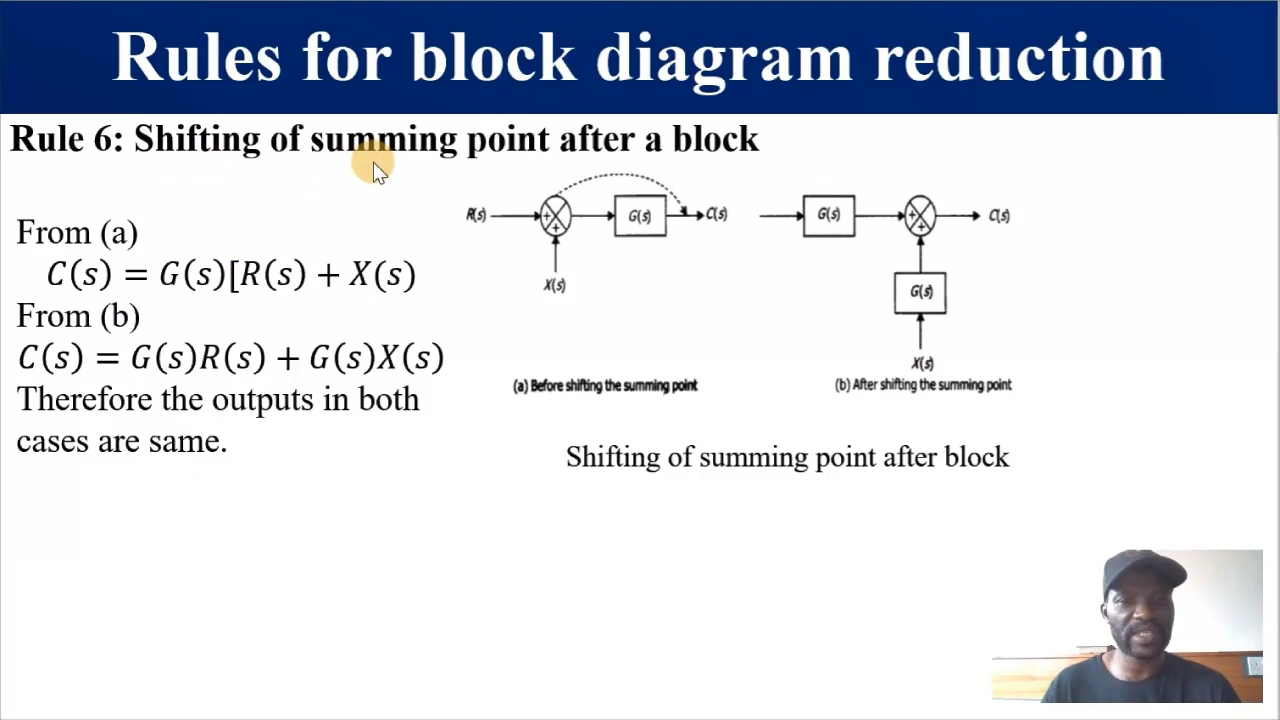 Rules for block diagram reduction
Rule 6: Shifting of summing point after a block
From (a)
C(s) = G(s)[R(s) + X(s)
From (b)
C(s) = G(s)R(s) + G(s)X(s)
Therefore the outputs in both
cases are same.
R(s)
+
+
G(s)
C(s)
X(s)
(a) Before shifting the summing point
G(s)
+
+
C(s)
G(s)
X(s)
(b) After shifting the summing point
Shifting of summing point after block